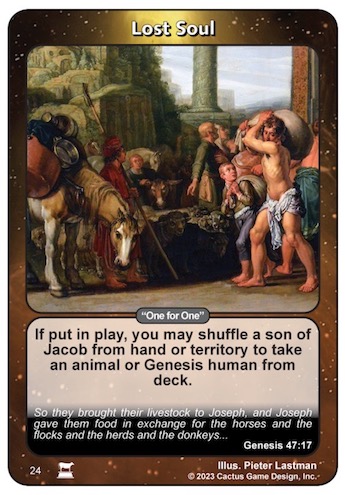 Lost Soul
"One for One"
If put in play, you may shuffle a son of
Jacob from hand or territory to take
an animal or Genesis human from
deck.
So they brought their livestock to Joseph, and Joseph
gave them food in exchange for the horses and the
flocks and the herds and the donkeys...
Genesis 47:17
24
Illus. Pieter Lastman
© 2023 Cactus Game Design, Inc.